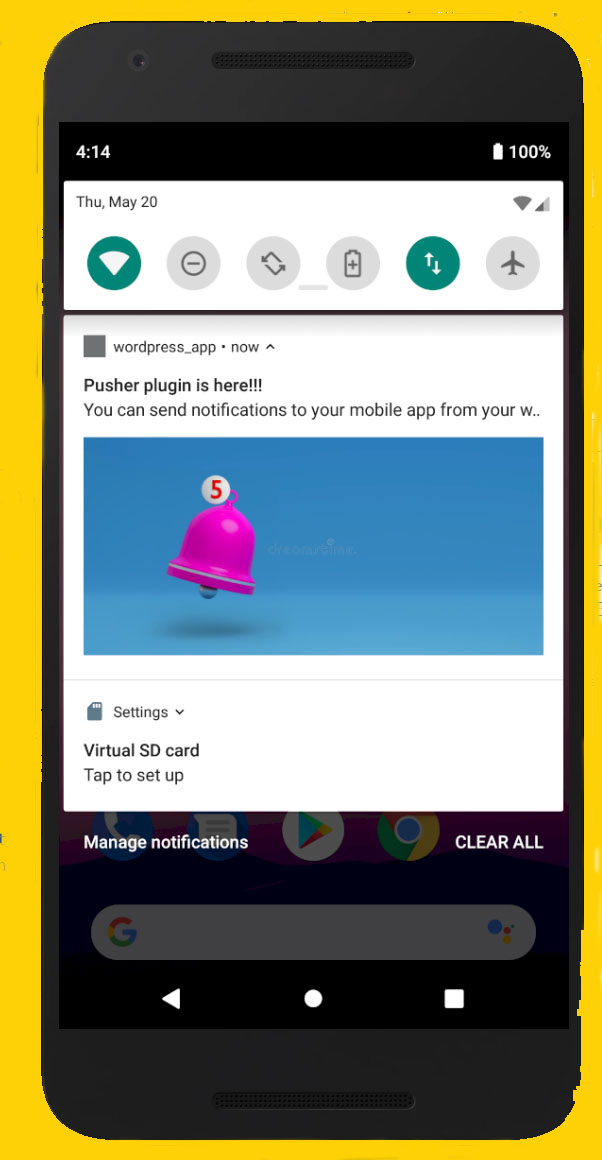 4:14
100%
Thu, May 20
wordpress_app • now
Pusher plugin is here!!!
You can send notifications to your mobile app from your w..
5
dreamstime.
Settings
Virtual SD card
Tap to set up
Manage notifications
CLEAR ALL
G